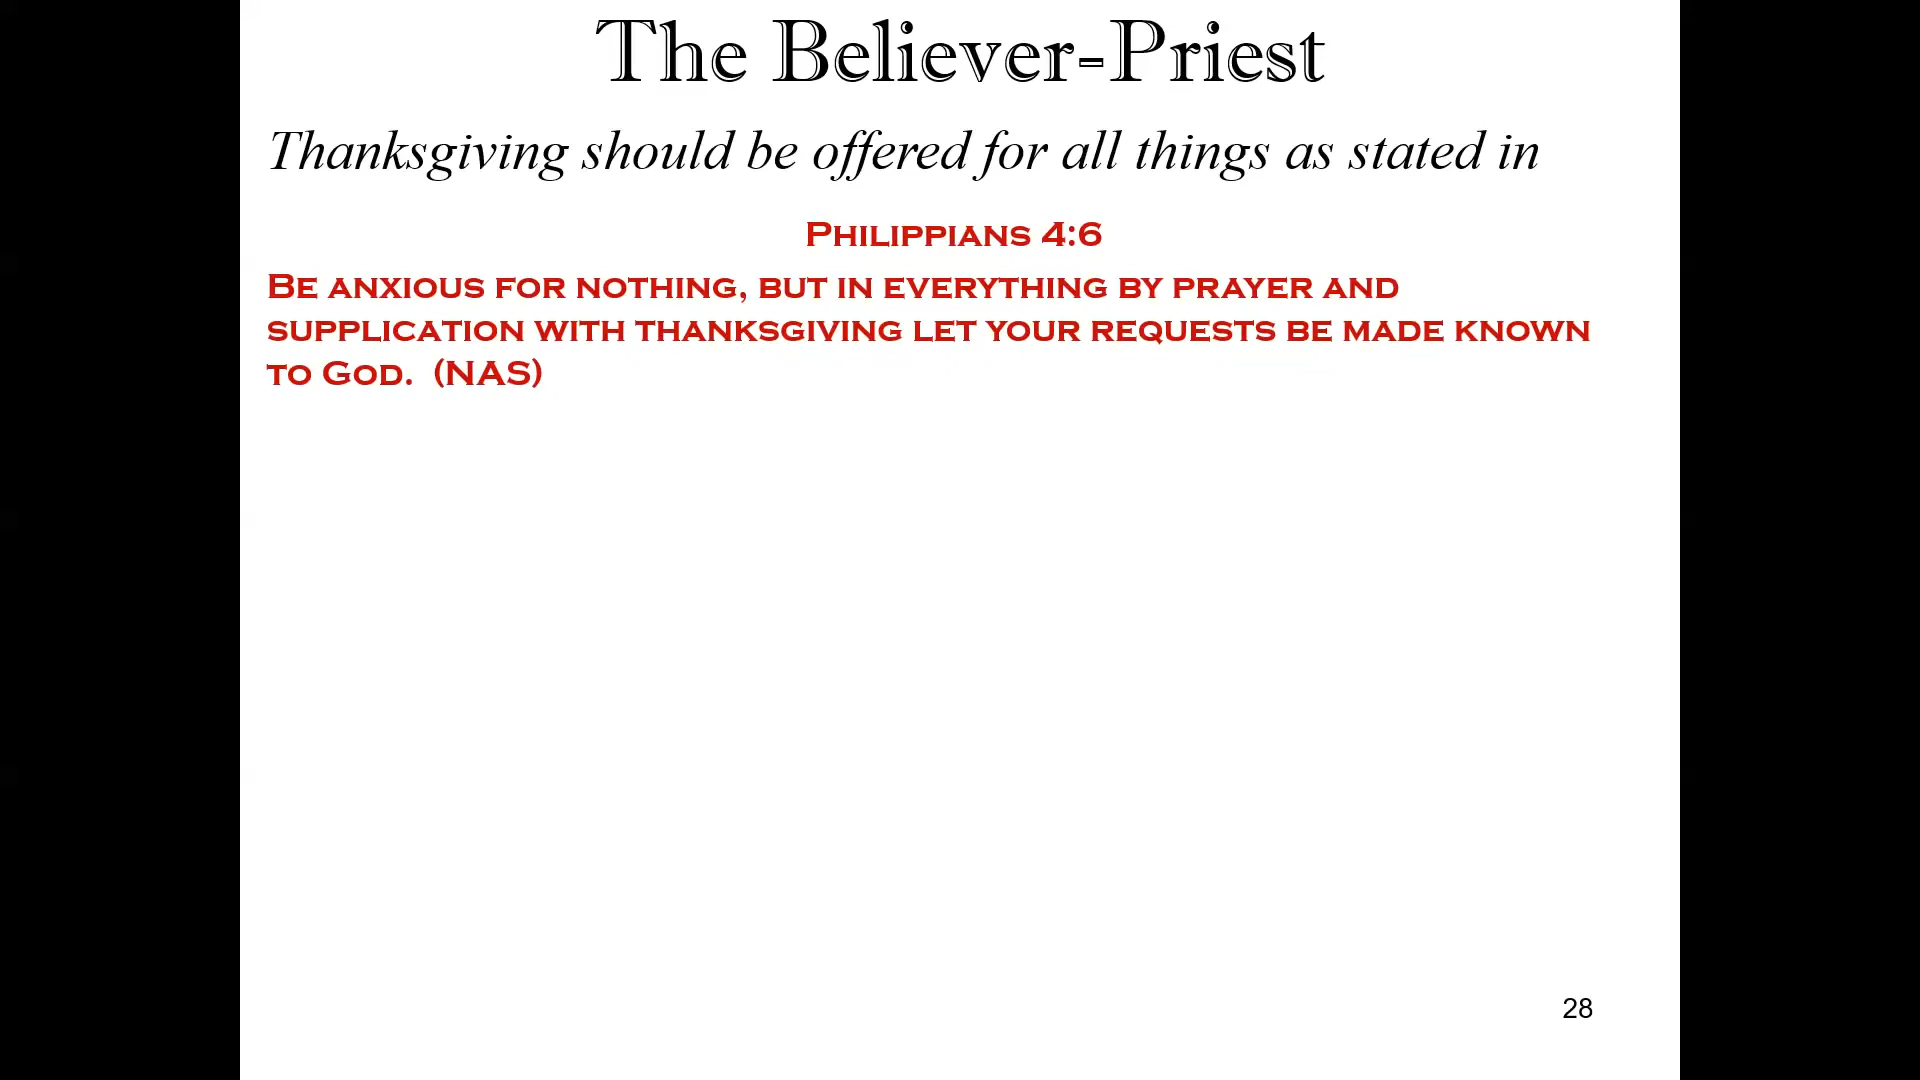 The Believer-Priest
Thanksgiving should be offered for all things as stated in
Philippians 4:6
Be anxious for nothing, but in everything by prayer and
supplication with thanksgiving let your requests be made known
to God.  (NAS)
28